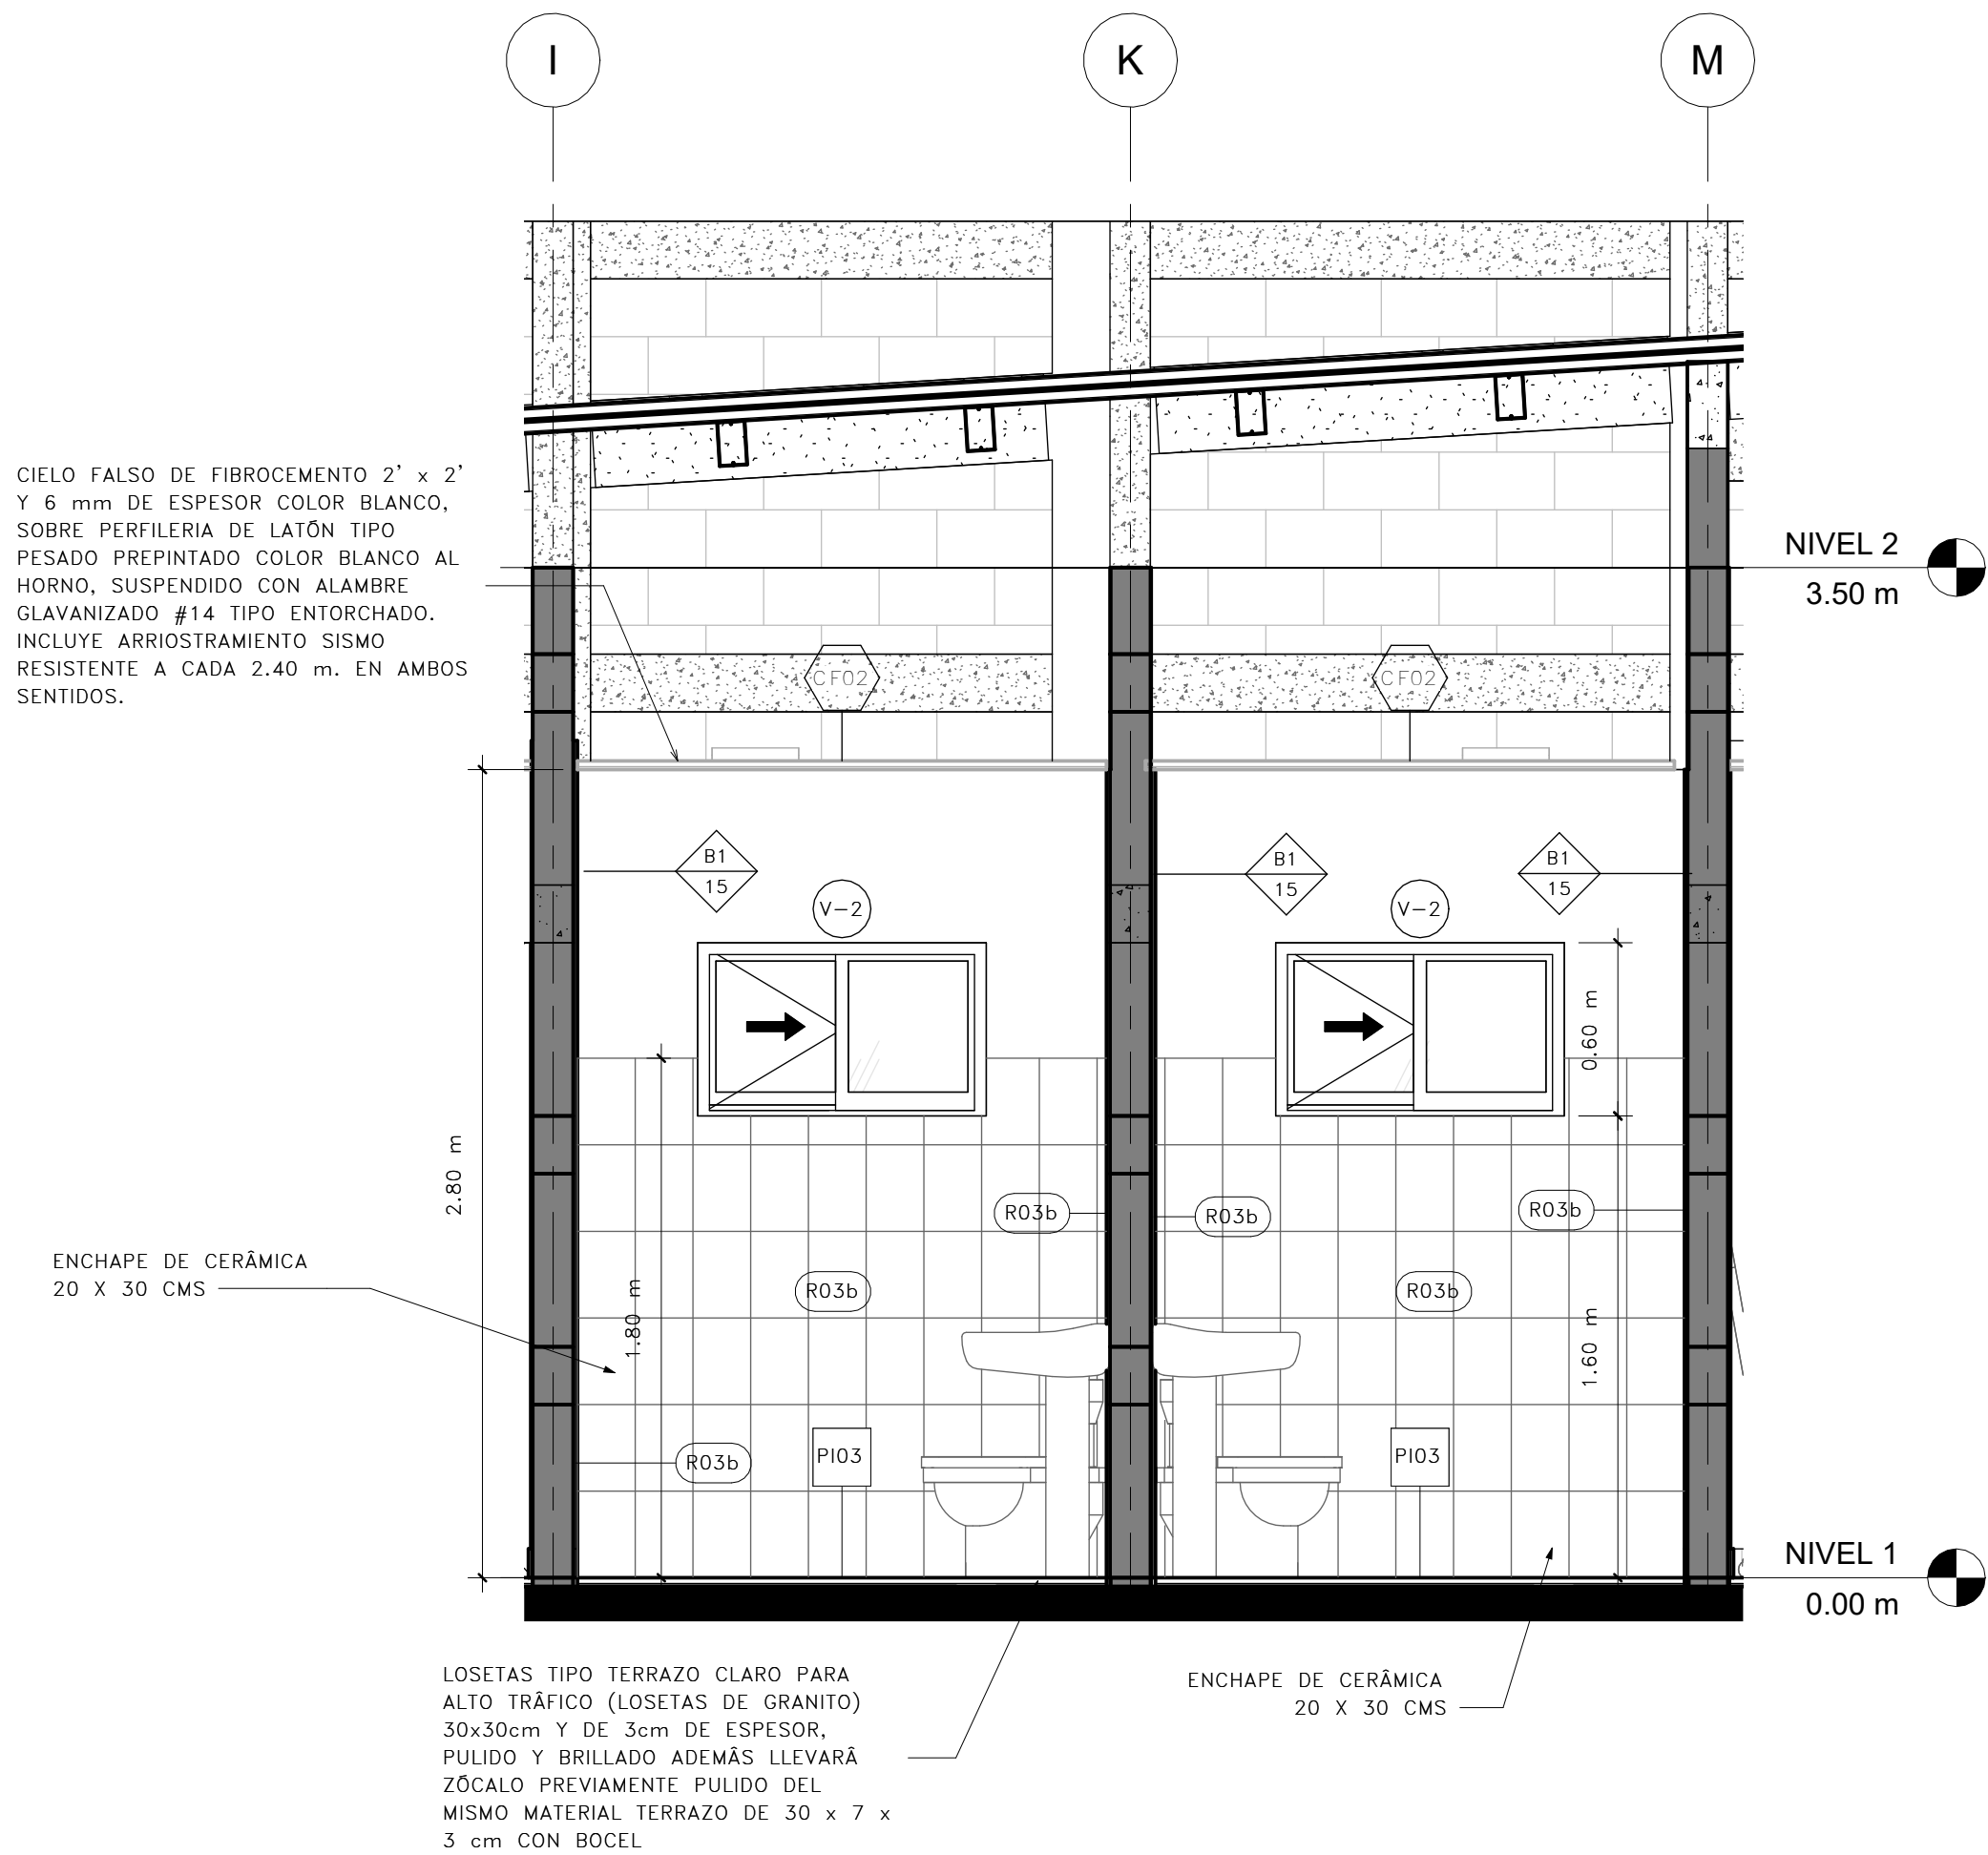 I
K
M
CIELO FALSO DE FIBROCEMENTO 2' x 2'
Y 6 mm DE ESPESOR COLOR BLANCO,
SOBRE PERFILERIA DE LATÕN TIPO
PESADO PREPINTADO COLOR BLANCO AL
HORNO, SUSPENDIDO CON ALAMBRE
GLAVANIZADO #14 TIPO ENTORCHADO.
INCLUYE ARRIOSTRAMIENTO SISMO
RESISTENTE A CADA 2.40 m. EN AMBOS
SENTIDOS.
NIVEL 2
3.50 m
CF02
CF02
B1
15
B1
15
B1
15
V-2
V-2
0.60 m
2.80 m
R03b
R03b
R03b
ENCHAPE DE CERÂMICA
20 X 30 CMS
1.80 m
R03b
R03b
1.60 m
R03b
PI03
PI03
NIVEL 1
0.00 m
LOSETAS TIPO TERRAZO CLARO PARA
ALTO TRÂFICO (LOSETAS DE GRANITO)
30x30cm Y DE 3cm DE ESPESOR,
PULIDO Y BRILLADO ADEMÂS LLEVARÂ
ZÕCALO PREVIAMENTE PULIDO DEL
MISMO MATERIAL TERRAZO DE 30 x 7 x
3 cm CON BOCEL
ENCHAPE DE CERÂMICA
20 X 30 CMS